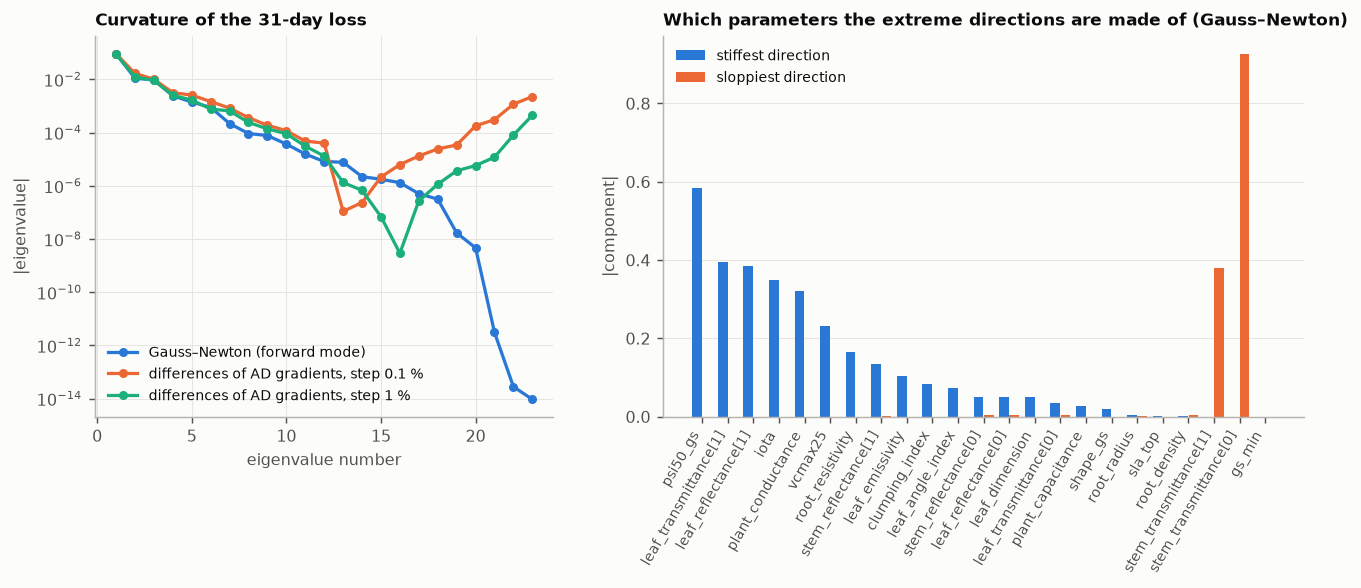 Curvature of the 31-day loss
|eigenvalue|
10⁻²
10⁻⁴
10⁻⁶
10⁻⁸
10⁻¹⁰
10⁻¹²
10⁻¹⁴
Gauss–Newton (forward mode)
differences of AD gradients, step 0.1 %
differences of AD gradients, step 1 %
0 5 10 15 20
eigenvalue number
Which parameters the extreme directions are made of (Gauss–Newton)
stiffest direction
sloppiest direction
|component|
0.8
0.6
0.4
0.2
0.0
psi50_gs
leaf_transmittance[1]
leaf_reflectance[1]
iota
plant_conductance
vcmax25
root_resistivity
stem_reflectance[1]
leaf_emissivity
clumping_index
leaf_angle_index
stem_reflectance[0]
leaf_reflectance[0]
leaf_dimension
leaf_transmittance[0]
plant_capacitance
shape_gs
root_radius
sla_top
root_density
stem_transmittance[1]
stem_transmittance[0]
gs_min